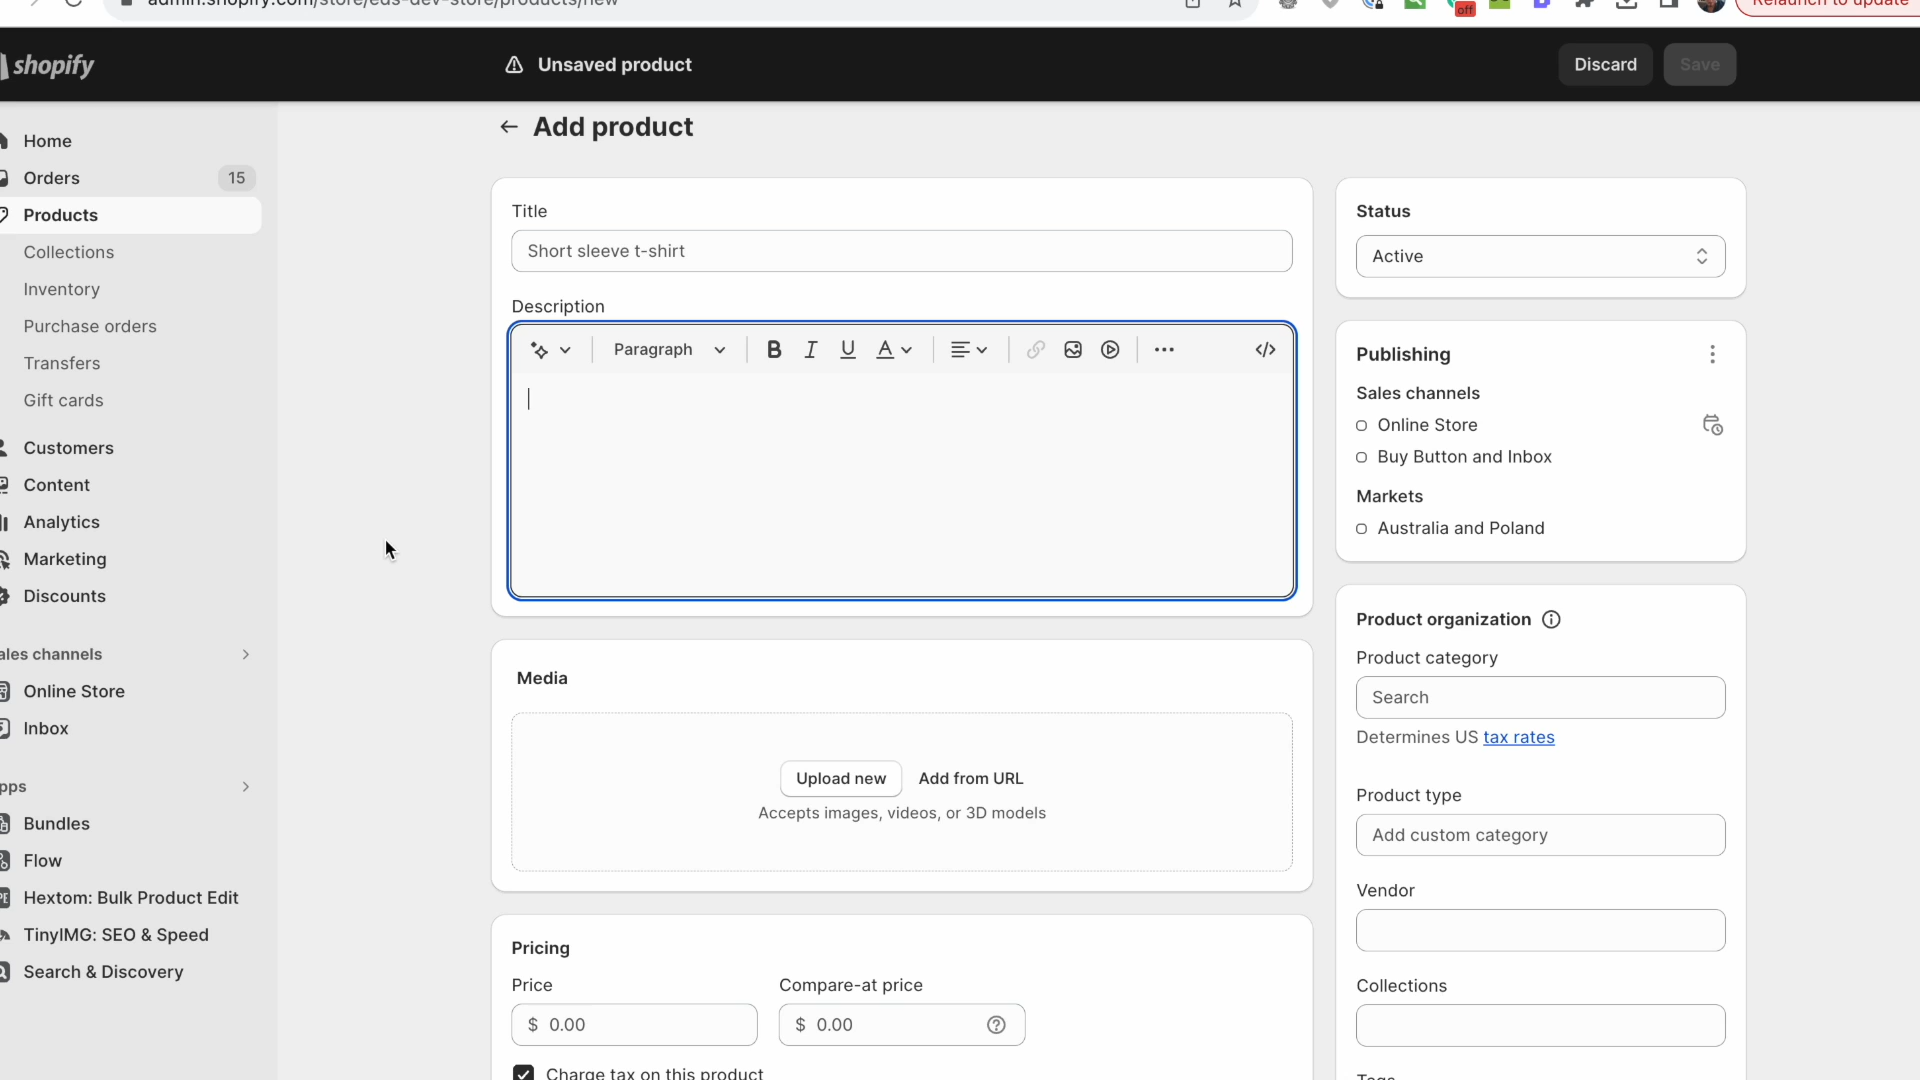 admin.shopify.com/store/eds-dev-store/products/new
off
Relaunch to update
shopify
Unsaved product
Discard
Save
Home
Orders
15
Products
Collections
Inventory
Purchase orders
Transfers
Gift cards
Customers
Content
Analytics
Marketing
Discounts
ales channels
Online Store
Inbox
pps
Bundles
Flow
Hextom: Bulk Product Edit
TinyIMG: SEO & Speed
Search & Discovery
Add product
Title
Short sleeve t-shirt
Description
Paragraph
B I U A
Media
Upload new
Add from URL
Accepts images, videos, or 3D models
Pricing
Price
Compare-at price
$ 0.00
$ 0.00
Charge tax on this product
Status
Active
Publishing
Sales channels
Online Store
Buy Button and Inbox
Markets
Australia and Poland
Product organization
Product category
Search
Determines US tax rates
Product type
Add custom category
Vendor
Collections
Tags